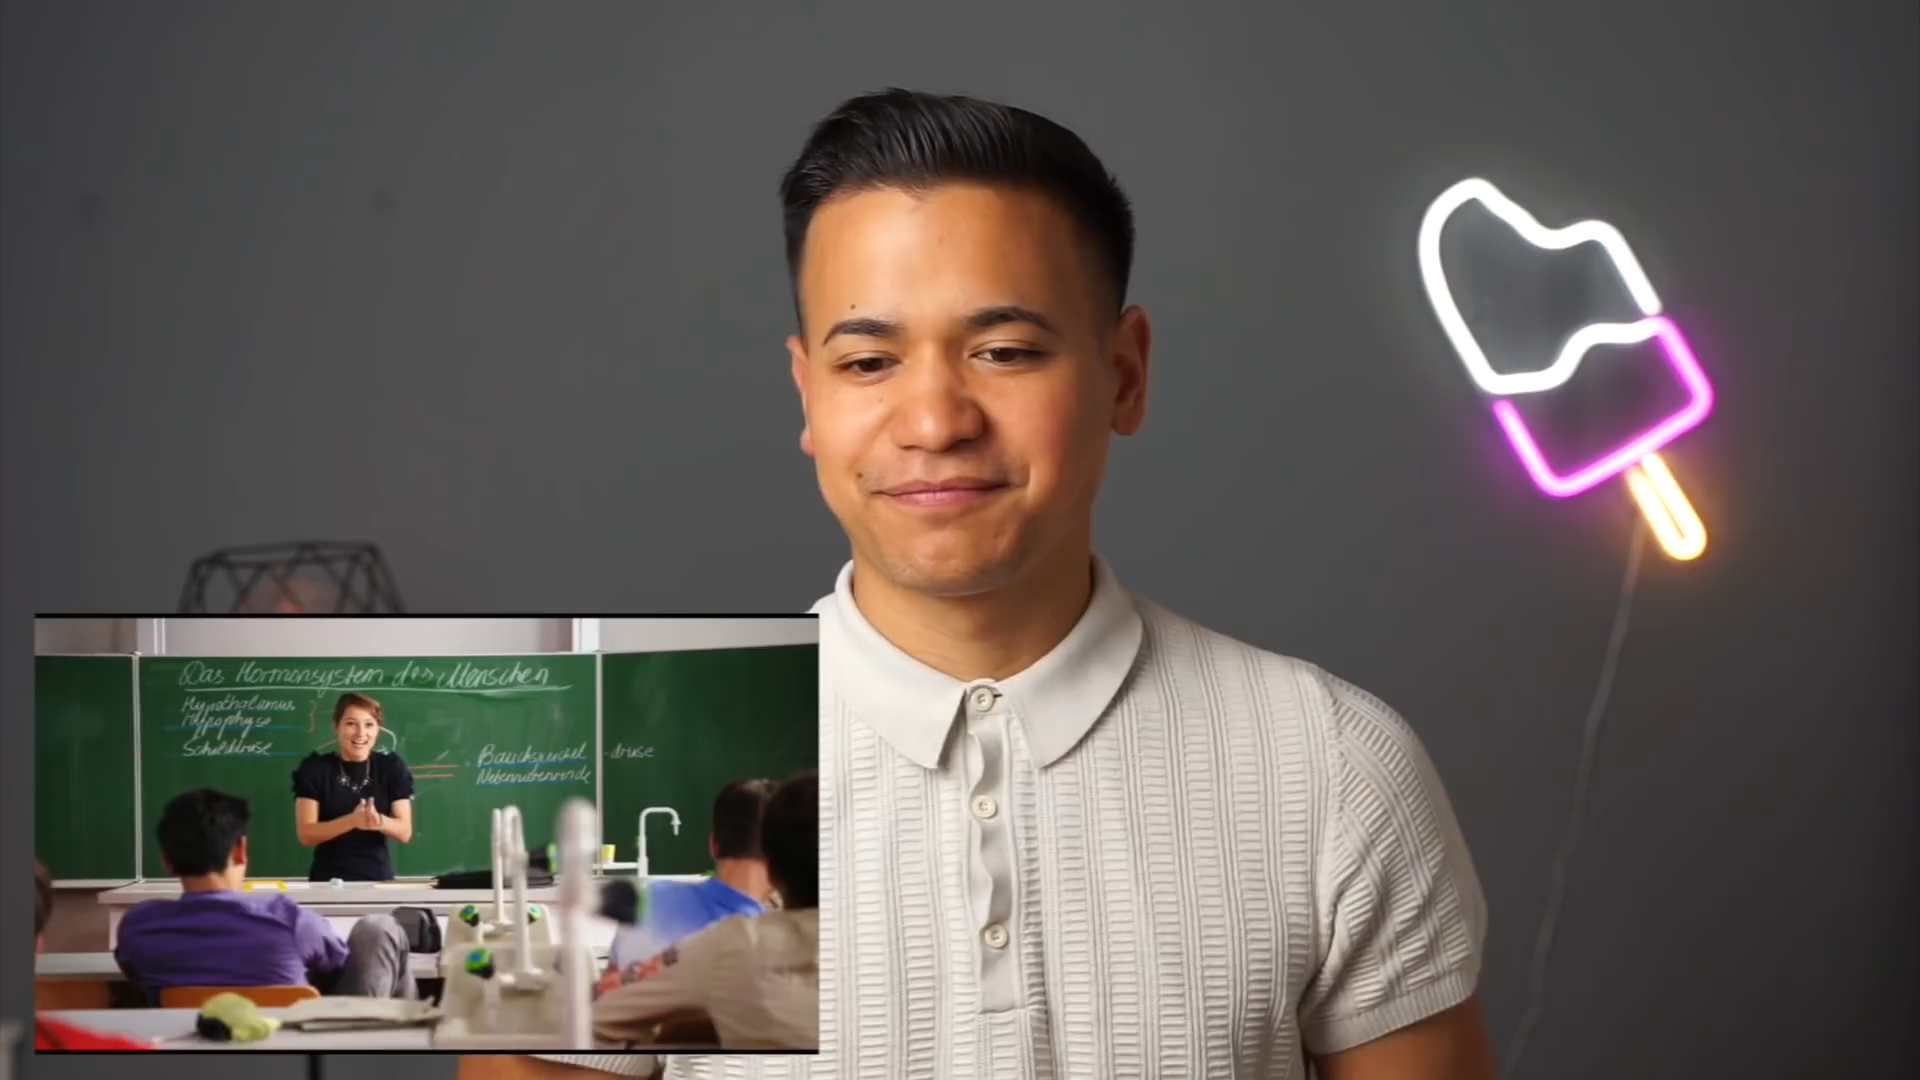 Das Hormonsystem des Menschen
Hypothalamus
Hypophyse
Schilddrüse
Bauchspeichel-drüse
Nebennierenrinde